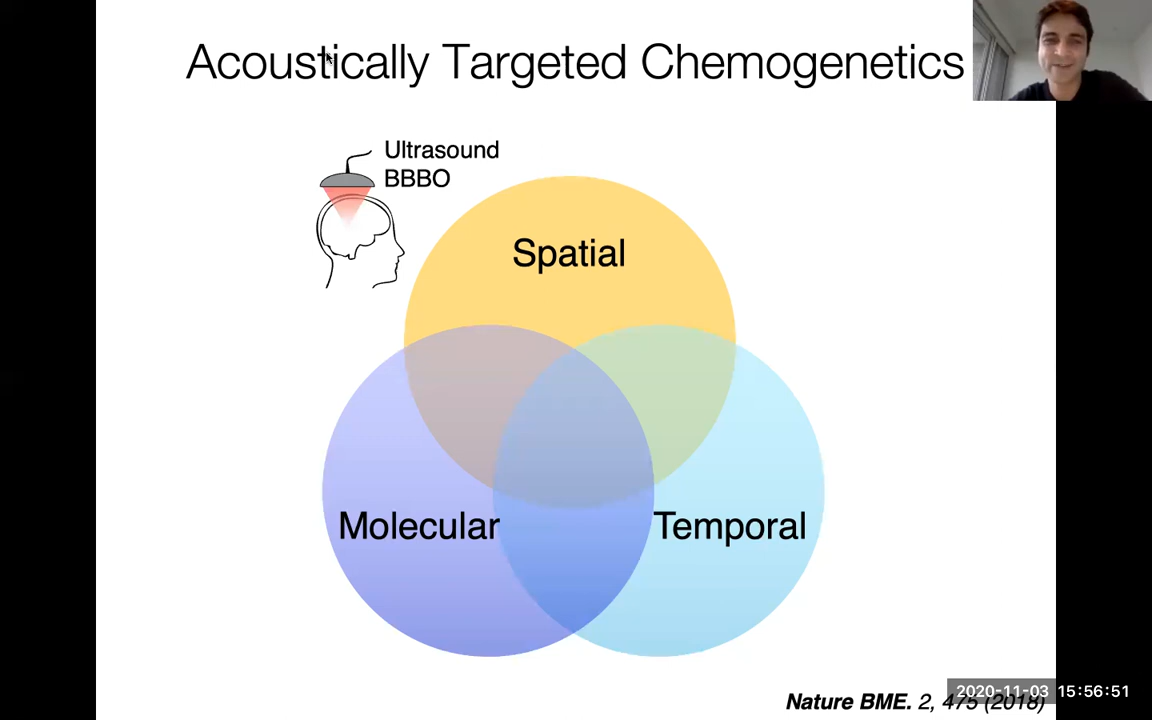 Acoustically Targeted Chemogenetics
Ultrasound
BBBO
Spatial
Molecular
Temporal
2020-11-03 15:56:51
Nature BME. 2, 475 (2018)